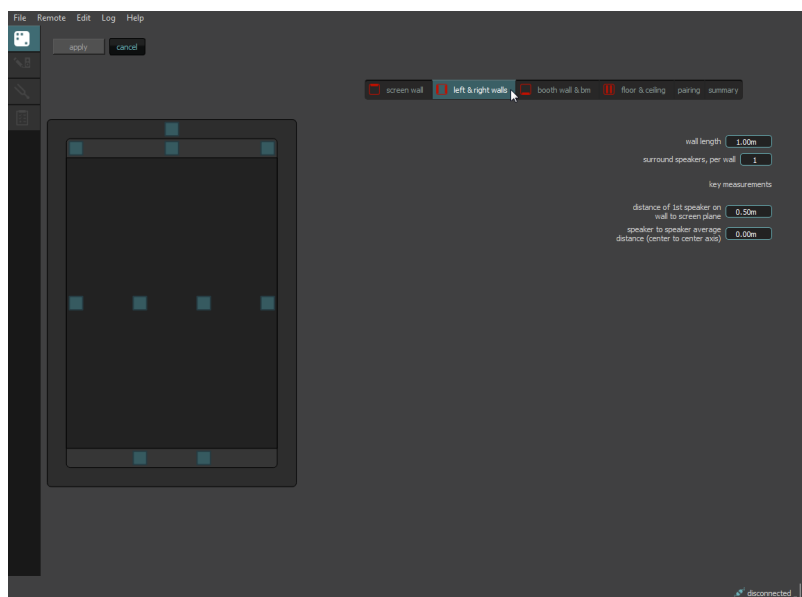 File Remote Edit Log Help
apply cancel
screen wall left & right walls booth wall & bm floor & ceiling pairing summary
wall length 1.00m
surround speakers, per wall 1
key measurements
distance of 1st speaker on
wall to screen plane 0.50m
speaker to speaker average
distance (center to center axis) 0.00m
disconnected